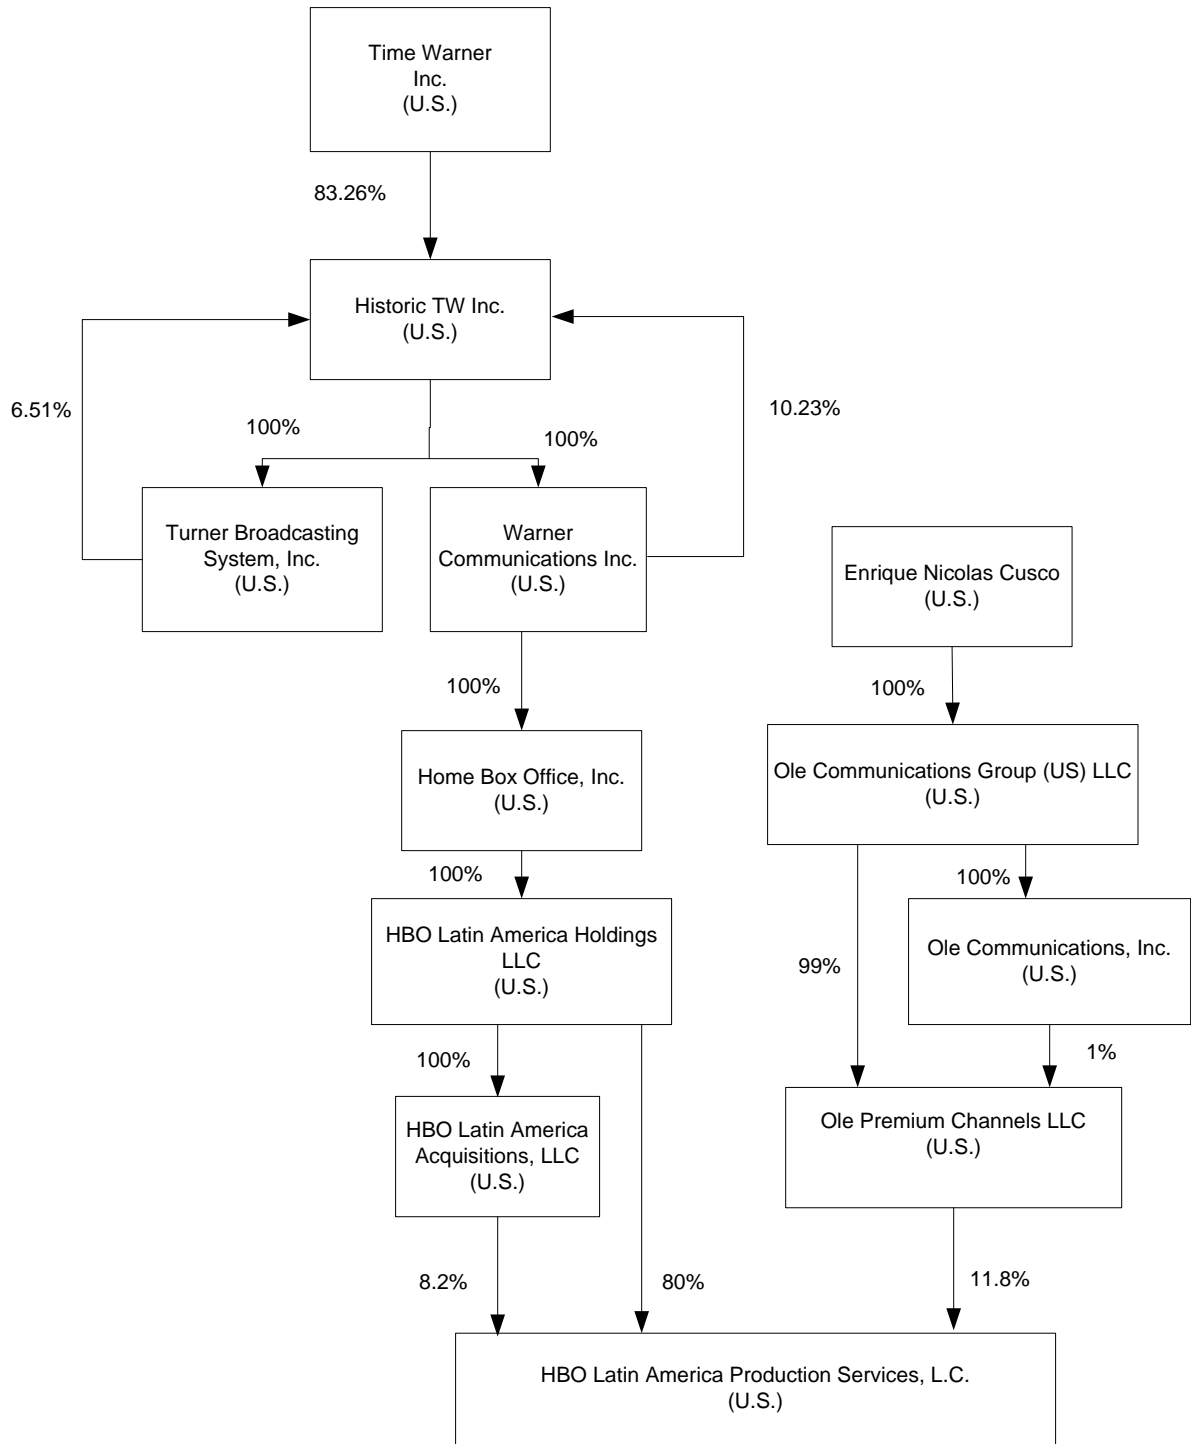 Time Warner
Inc.
(U.S.)
83.26%
Historic TW Inc.
(U.S.)
6.51%
10.23%
100%
100%
Turner Broadcasting
System, Inc.
(U.S.)
Warner
Communications Inc.
(U.S.)
Enrique Nicolas Cusco
(U.S.)
100%
100%
Home Box Office, Inc.
(U.S.)
Ole Communications Group (US) LLC
(U.S.)
100%
100%
HBO Latin America Holdings
LLC
(U.S.)
99%
Ole Communications, Inc.
(U.S.)
100%
1%
HBO Latin America
Acquisitions, LLC
(U.S.)
Ole Premium Channels LLC
(U.S.)
8.2%
80%
11.8%
HBO Latin America Production Services, L.C.
(U.S.)